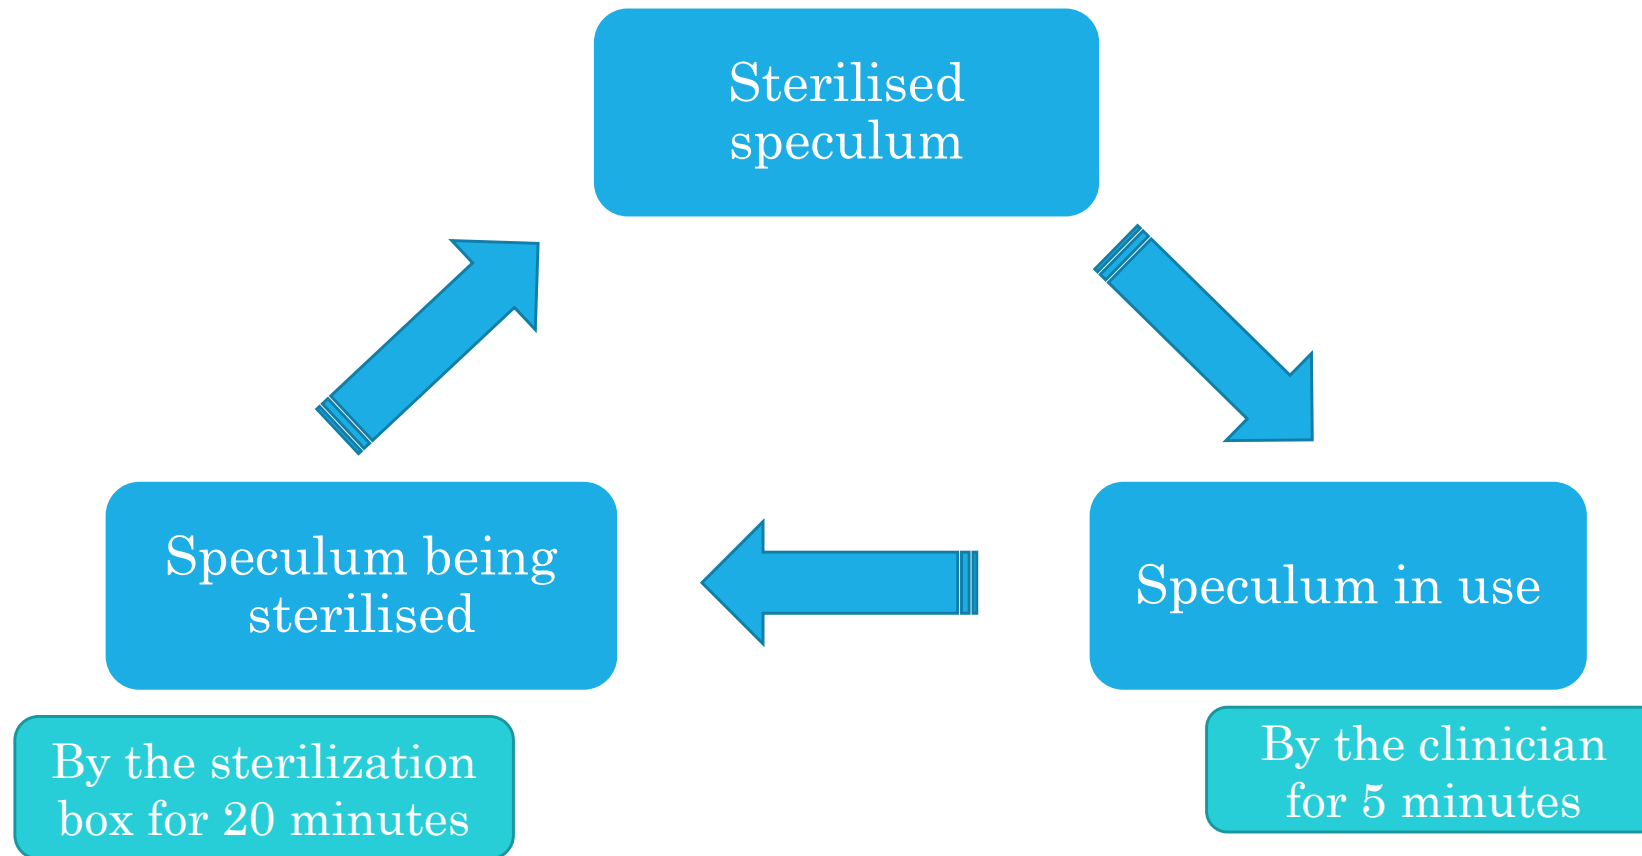 Sterilised
speculum
Speculum being
sterilised
Speculum in use
By the sterilization
box for 20 minutes
By the clinician
for 5 minutes